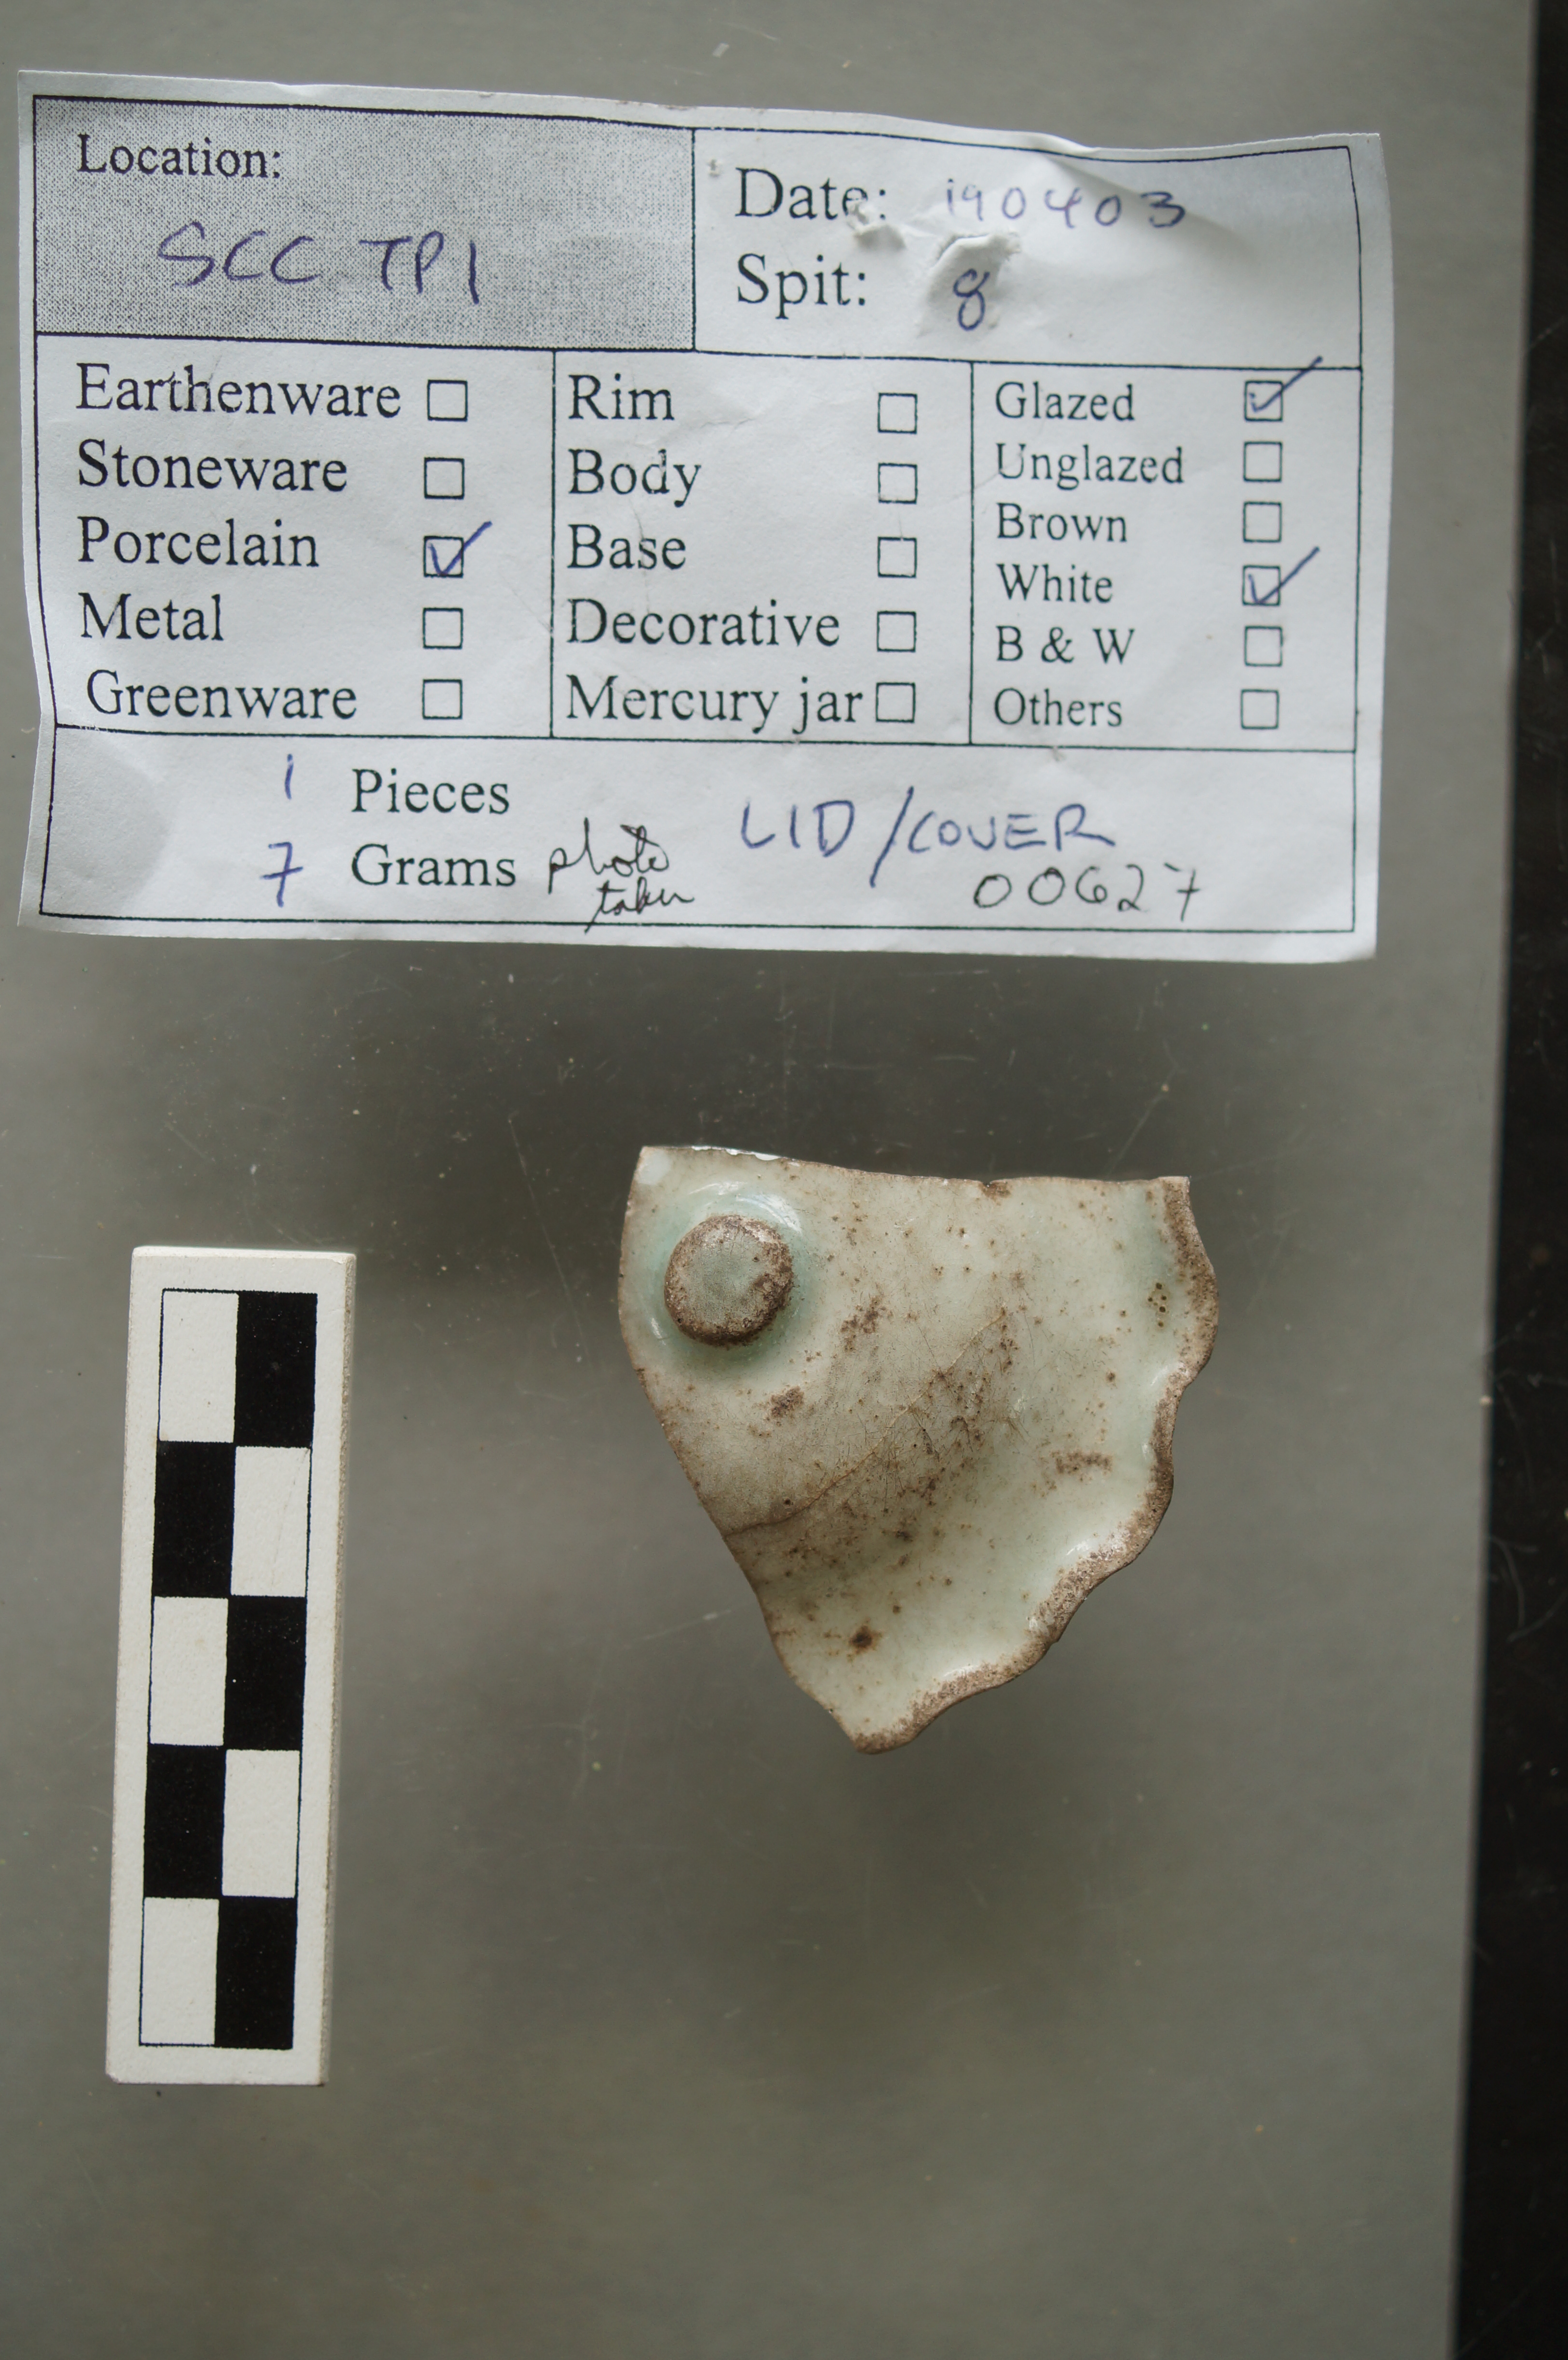 Location:
SCC TP1
Date: 190403
Spit: 8
Earthenware
Stoneware
Porcelain
Metal
Greenware
Rim
Body
Base
Decorative
Mercury jar
Glazed
Unglazed
Brown
White
B & W
Others
1 Pieces
7 Grams
photo
taken
LID/COVER
00627